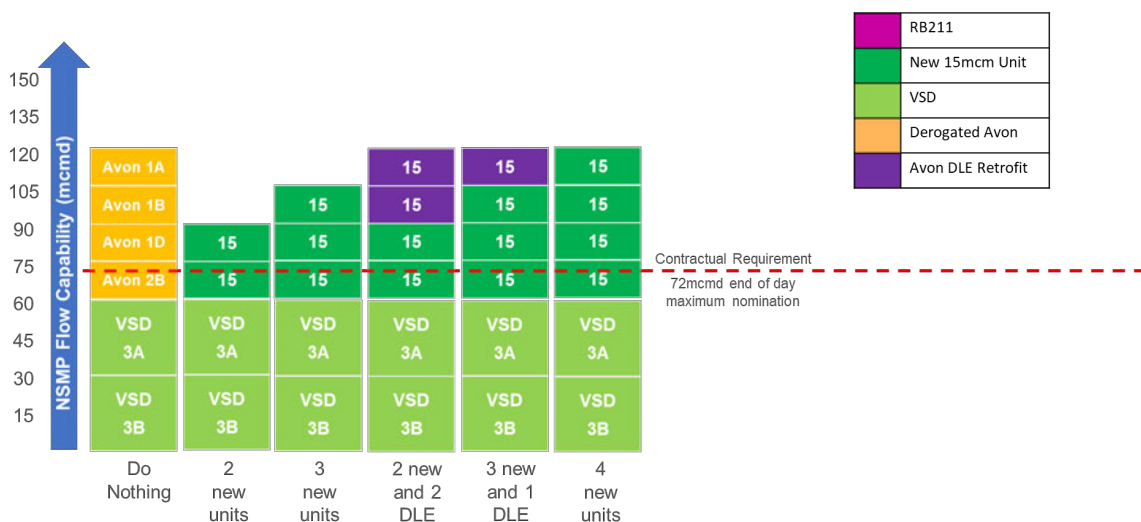 RB211
New 15mcm Unit
VSD
Derogated Avon
Avon DLE Retrofit
NSMP Flow Capability (mcmd)
150
135
120
105
90
75
60
45
30
15
Avon 1A
Avon 1B
Avon 1D
Avon 2B
VSD
3A
VSD
3B
15
15
VSD
3A
VSD
3B
15
15
15
VSD
3A
VSD
3B
15
15
15
15
VSD
3A
VSD
3B
15
15
15
15
VSD
3A
VSD
3B
15
15
15
15
VSD
3A
VSD
3B
Contractual Requirement
72mcmd end of day
maximum nomination
Do
Nothing
2
new
units
3
new
units
2 new
and 2
DLE
3 new
and 1
DLE
4
new
units